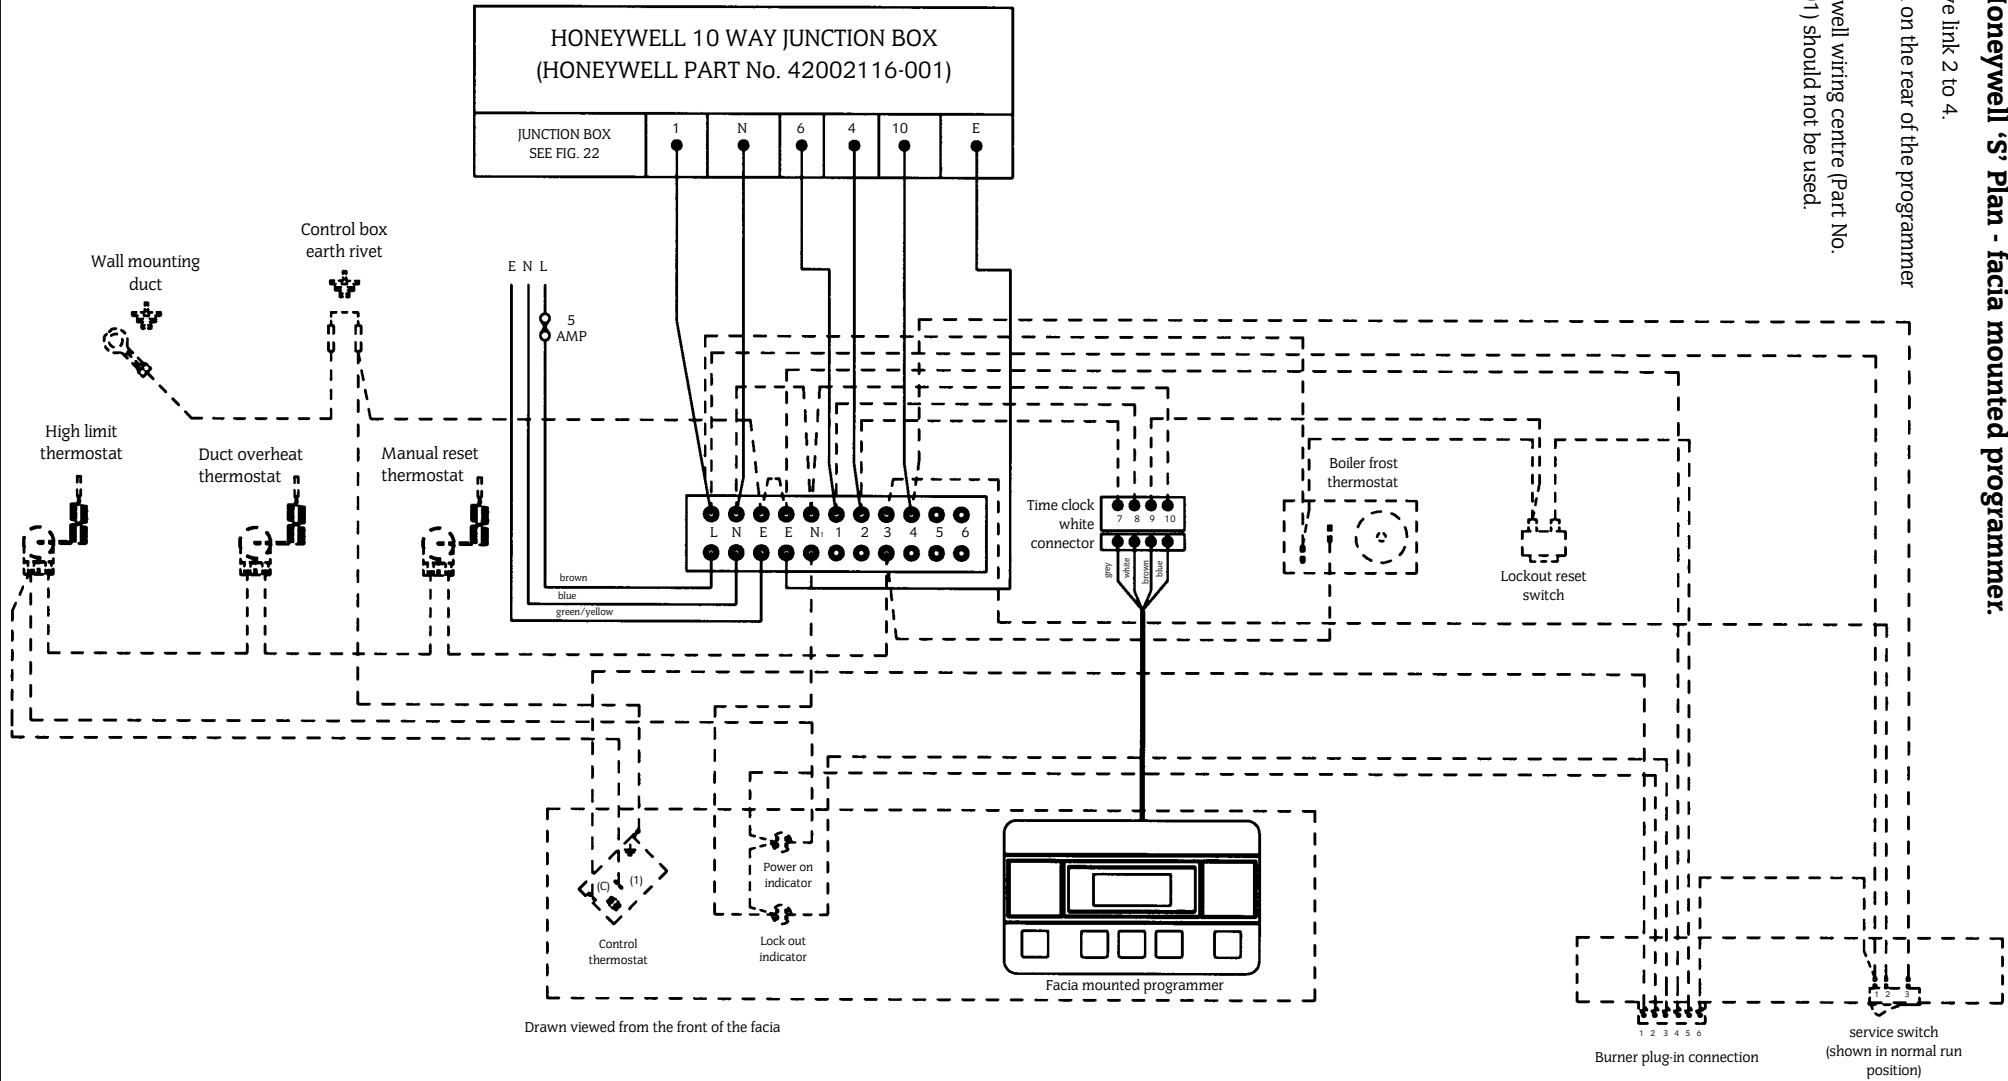 Honeywell ‘S’ Plan - facia mounted programmer.
link 2 to 4.
on the rear of the programmer
wiring centre (Part No.
should not be used.
HONEYWELL 10 WAY JUNCTION BOX
(HONEYWELL PART No. 42002116-001)
JUNCTION BOX
SEE FIG. 22
1 N 6 4 10 E
Control box
earth rivet
Wall mounting
duct
E N L
5
AMP
High limit
thermostat
Duct overheat
thermostat
Manual reset
thermostat
L N E E N1 1 2 3 4 5 6
brown
blue
green/yellow
Time clock
white
connector
7 8 9 10
grey
white
brown
blue
Boiler frost
thermostat
Lockout reset
switch
(C) (1)
Control
thermostat
Power on
indicator
Lock out
indicator
Facia mounted programmer
Drawn viewed from the front of the facia
1 2 3 4 5 6
Burner plug-in connection
1 2 3
service switch
(shown in normal run
position)